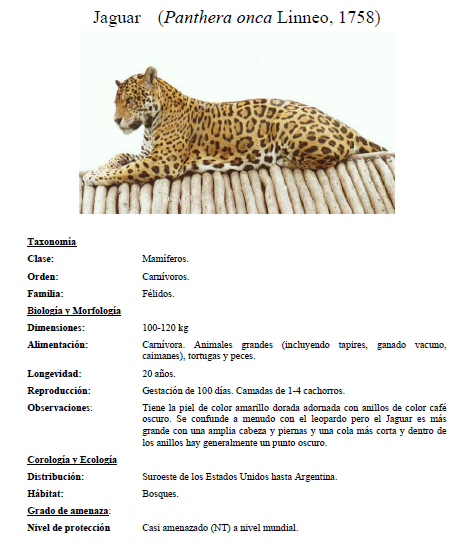 Jaguar (Panthera onca Linneo, 1758)
Taxonomía
Clase: Mamíferos.
Orden: Carnívoros.
Familia: Félidos.
Biología y Morfología
Dimensiones: 100-120 kg
Alimentación: Carnívora. Animales grandes (incluyendo tapires, ganado vacuno,
caimanes), tortugas y peces.
Longevidad: 20 años.
Reproducción: Gestación de 100 días. Camadas de 1-4 cachorros.
Observaciones: Tiene la piel de color amarillo dorada adornada con anillos de color café
oscuro. Se confunde a menudo con el leopardo pero el Jaguar es más
grande con una amplia cabeza y piernas y una cola más corta y dentro de
los anillos hay generalmente un punto oscuro.
Corología y Ecología
Distribución: Suroeste de los Estados Unidos hasta Argentina.
Hábitat: Bosques.
Grado de amenaza:
Nivel de protección Casi amenazado (NT) a nivel mundial.